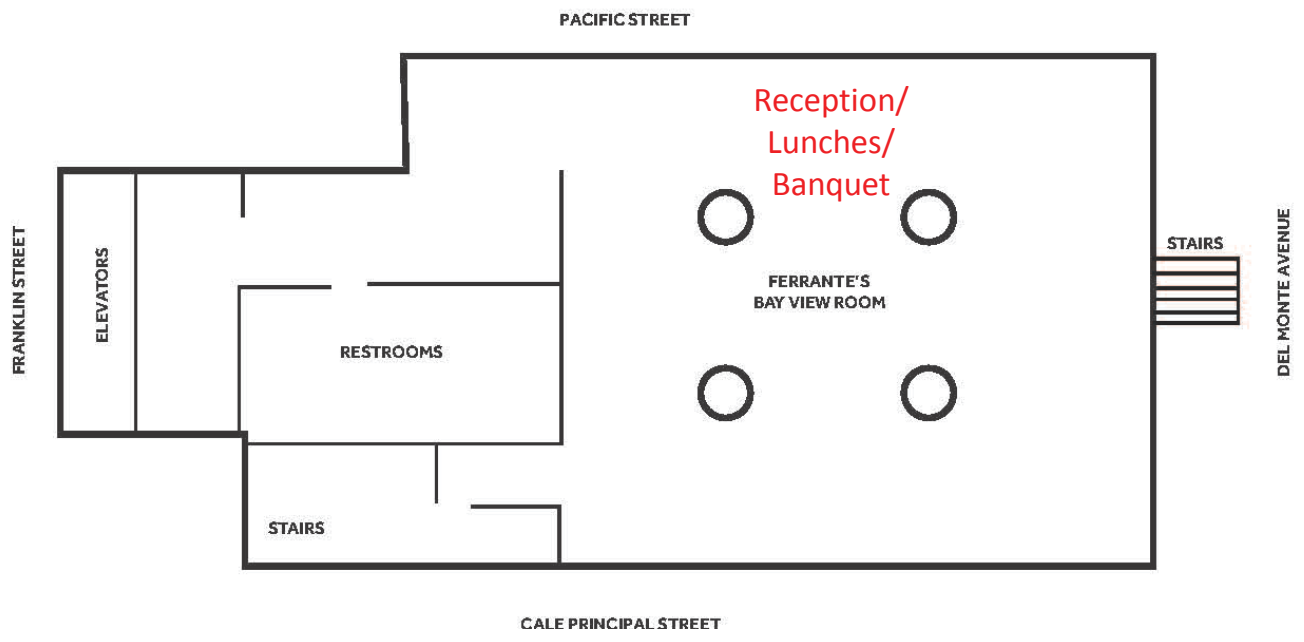 PACIFIC STREET
Reception/
Lunches/
Banquet
FRANKLIN STREET
ELEVATORS
RESTROOMS
FERRANTE'S
BAY VIEW ROOM
STAIRS
DEL MONTE AVENUE
STAIRS
CALE PRINCIPAL STREET